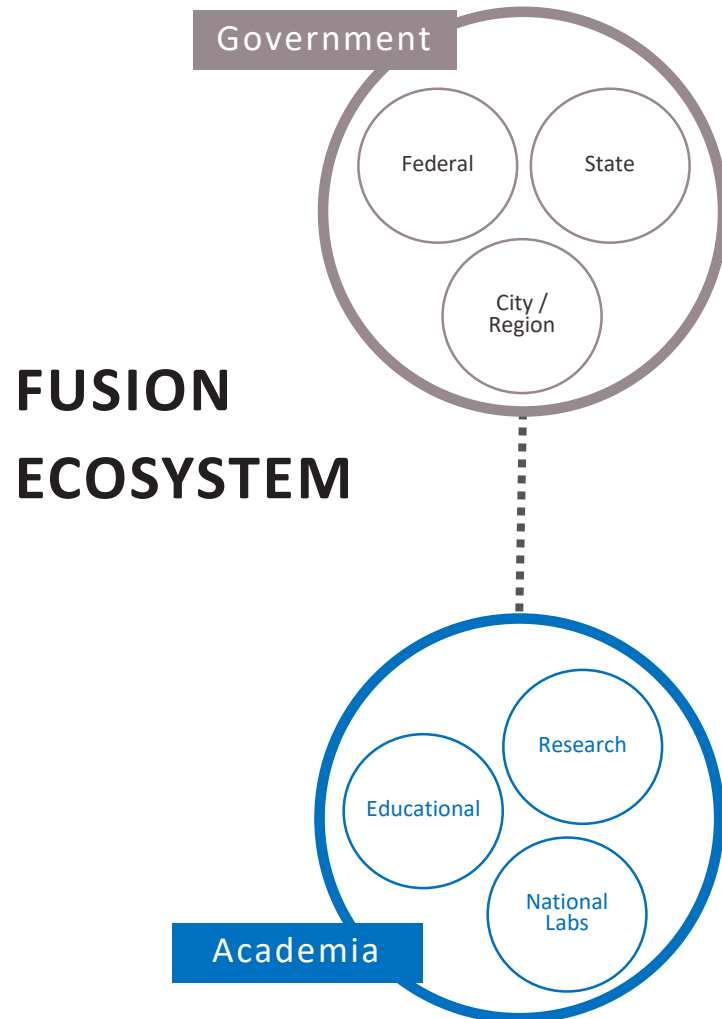 Government
Federal
State
City /
Region
FUSION
ECOSYSTEM
Research
Educational
National
Labs
Academia